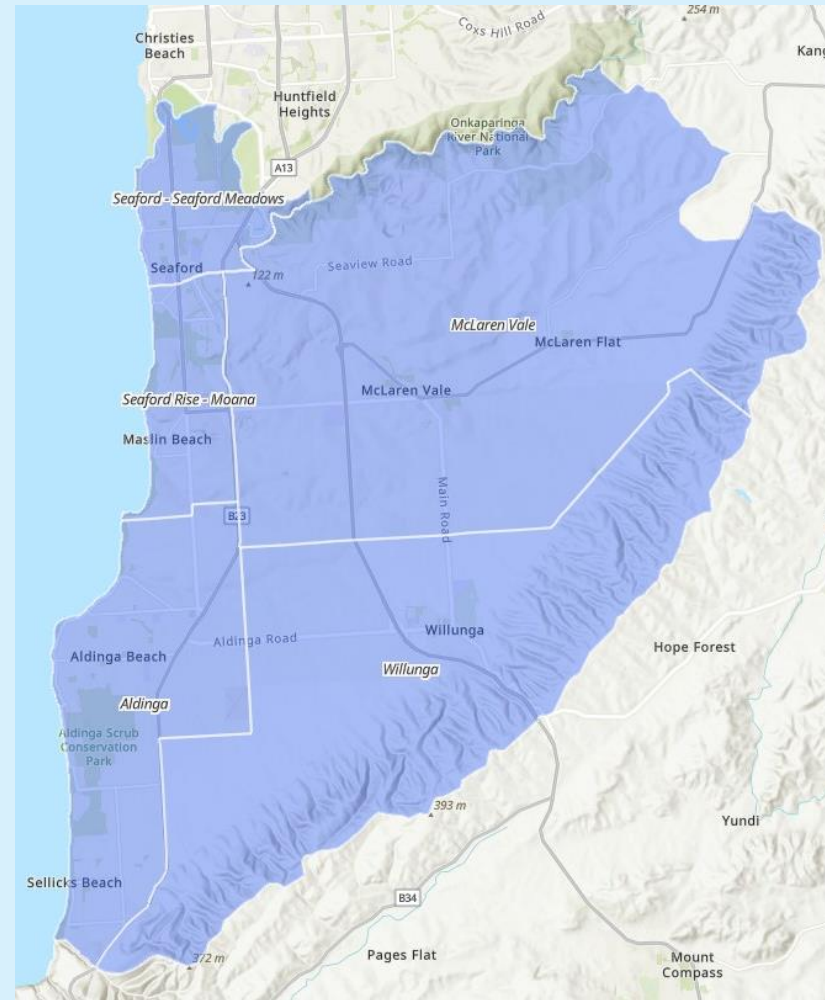 254 m
Coxs Hill Road
Christies
Beach
Kang
Huntfield
Heights
Onkaparinga
River National
Park
A13
Seaford - Seaford Meadows
Seaford
Seaview Road
122 m
McLaren Vale
McLaren Flat
McLaren Vale
Seaford Rise - Moana
Maslin Beach
Main Road
B23
Willunga
Aldinga Road
Hope Forest
Aldinga Beach
Willunga
Aldinga
Aldinga Scrub
Conservation
Park
393 m
Yundi
Sellicks Beach
B34
Pages Flat
372 m
Mount
Compass